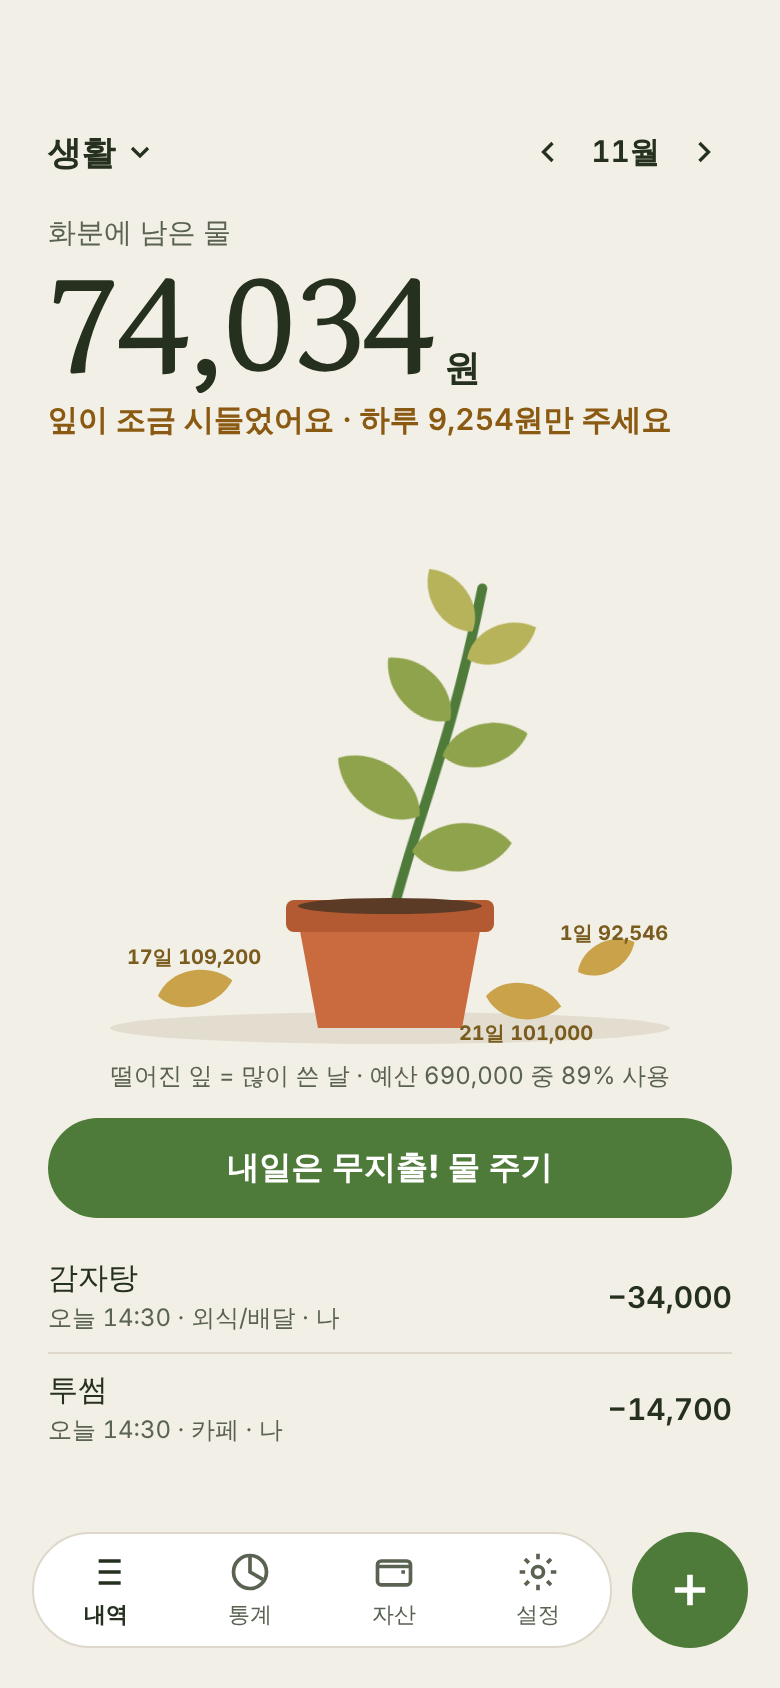 생활
11월
화분에 남은 물
74,034 원
잎이 조금 시들었어요 · 하루 9,254원만 주세요
1일 92,546
17일 109,200
21일 101,000
떨어진 잎 = 많이 쓴 날 · 예산 690,000 중 89% 사용
내일은 무지출! 물 주기
감자탕
오늘 14:30 · 외식/배달 · 나
−34,000
투썸
오늘 14:30 · 카페 · 나
−14,700
내역
통계
자산
설정